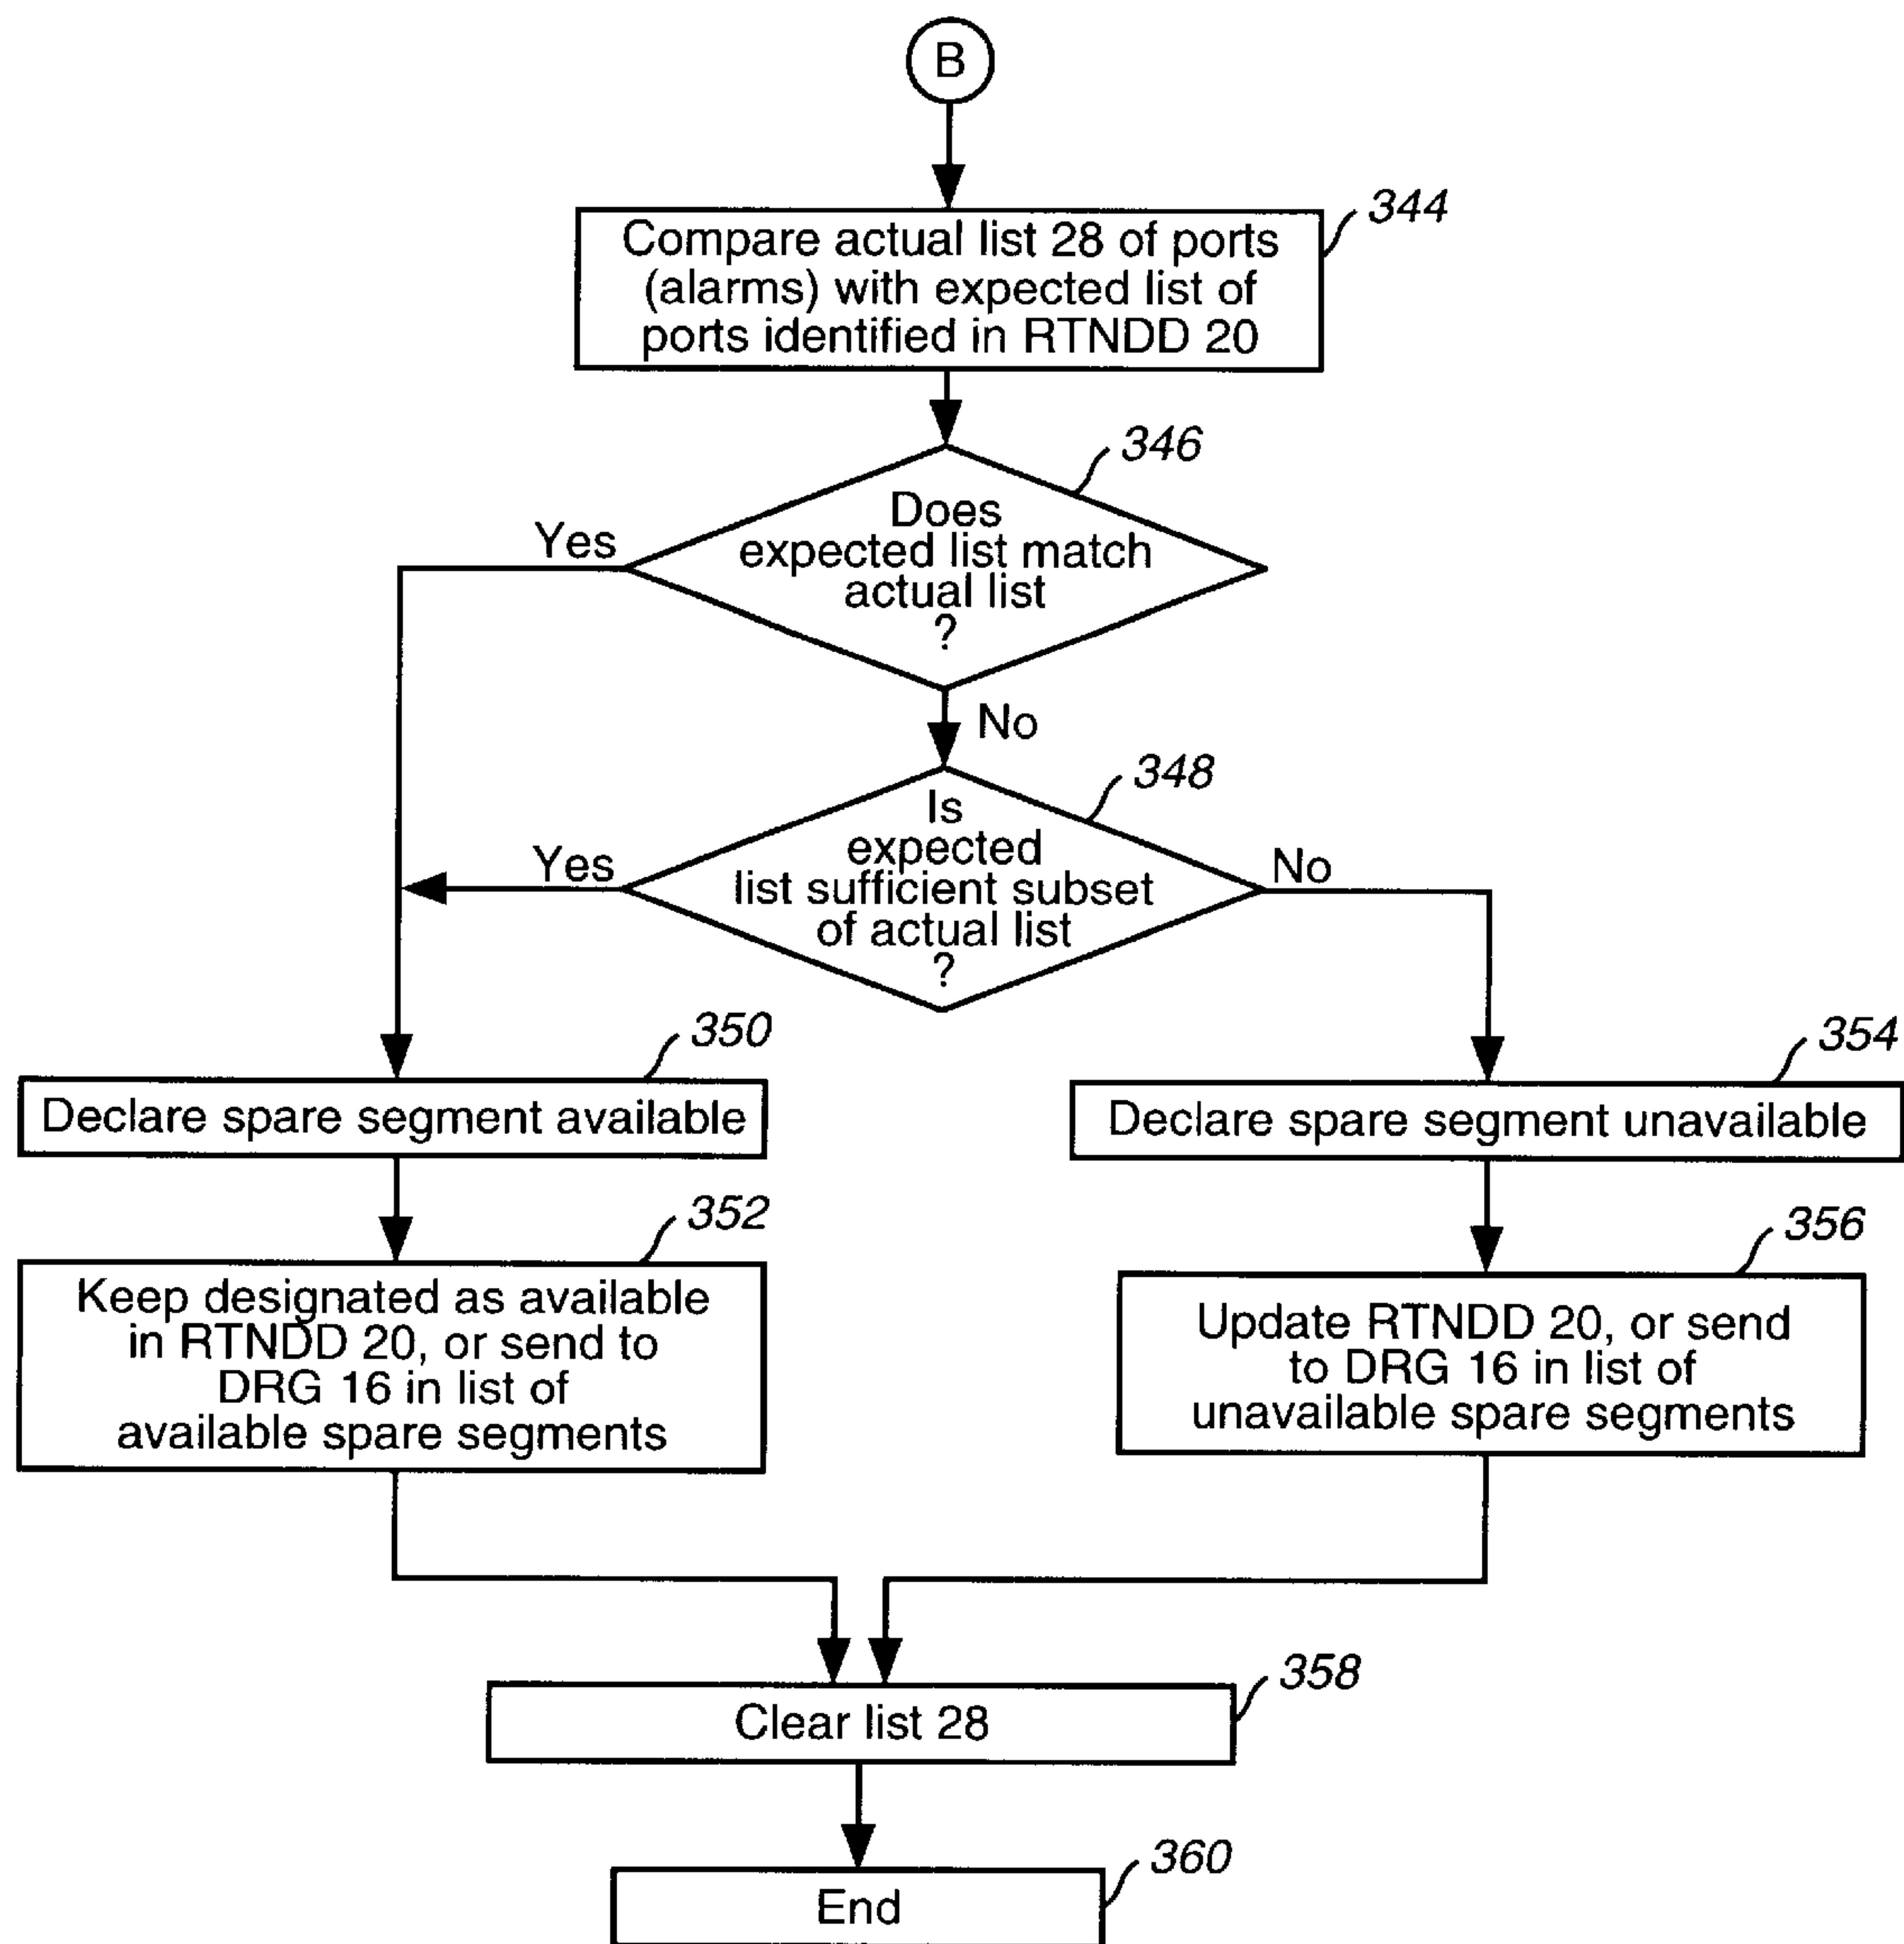 B
344
Compare actual list 28 of ports
(alarms) with expected list of
ports identified in RTNDD 20
346
Does
expected list match
actual list
?
Yes
No
348
Is
expected
list sufficient subset
of actual list
?
Yes
No
350
Declare spare segment available
354
Declare spare segment unavailable
352
Keep designated as available
in RTNDD 20, or send to
DRG 16 in list of
available spare segments
356
Update RTNDD 20, or send
to DRG 16 in list of
unavailable spare segments
358
Clear list 28
360
End